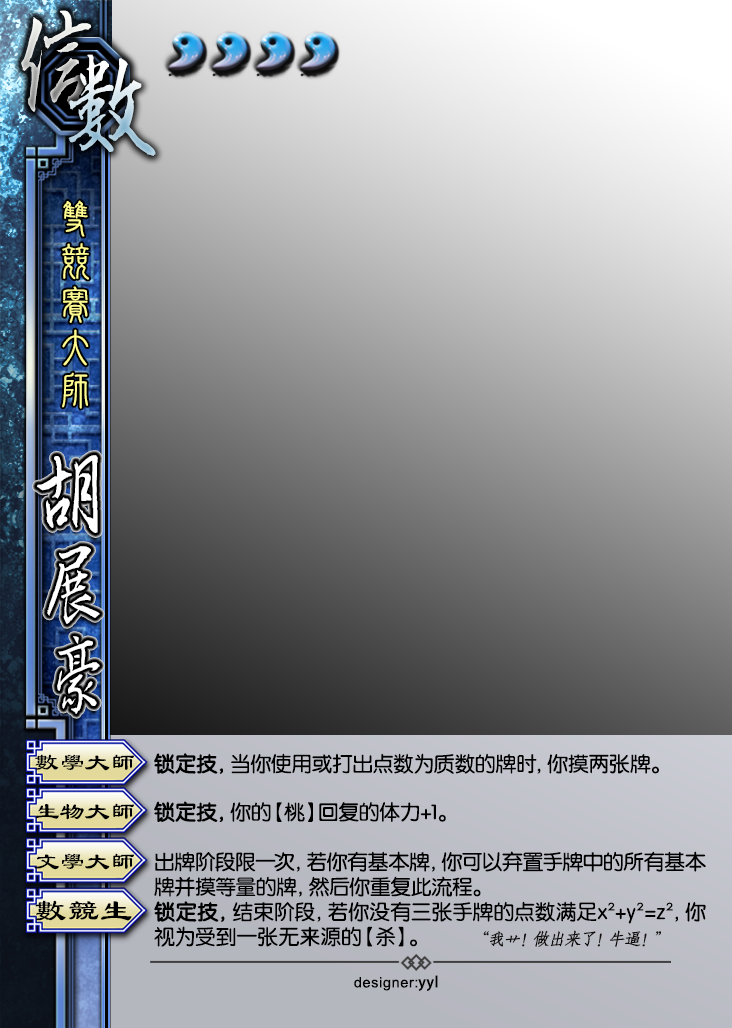 信數
雙競賽大師
胡展豪
數學大師
锁定技，当你使用或打出点数为质数的牌时，你摸两张牌。
生物大師
锁定技，你的【桃】回复的体力+1。
文學大師
出牌阶段限一次，若你有基本牌，你可以弃置手牌中的所有基本
牌并摸等量的牌，然后你重复此流程。
數競生
锁定技，结束阶段，若你没有三张手牌的点数满足x²+y²=z²，你
视为受到一张无来源的【杀】。
“我艹！做出来了！牛逼！”
designer:yyl